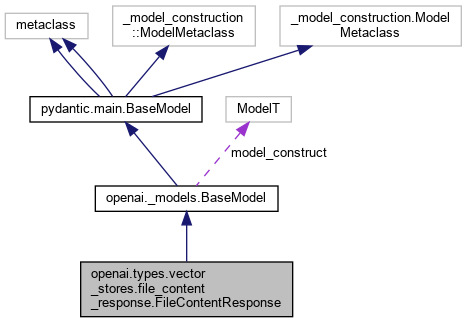 metaclass
_model_construction
::ModelMetaclass
_model_construction.Model
Metaclass
pydantic.main.BaseModel
ModelT
model_construct
openai._models.BaseModel
openai.types.vector
_stores.file_content
_response.FileContentResponse